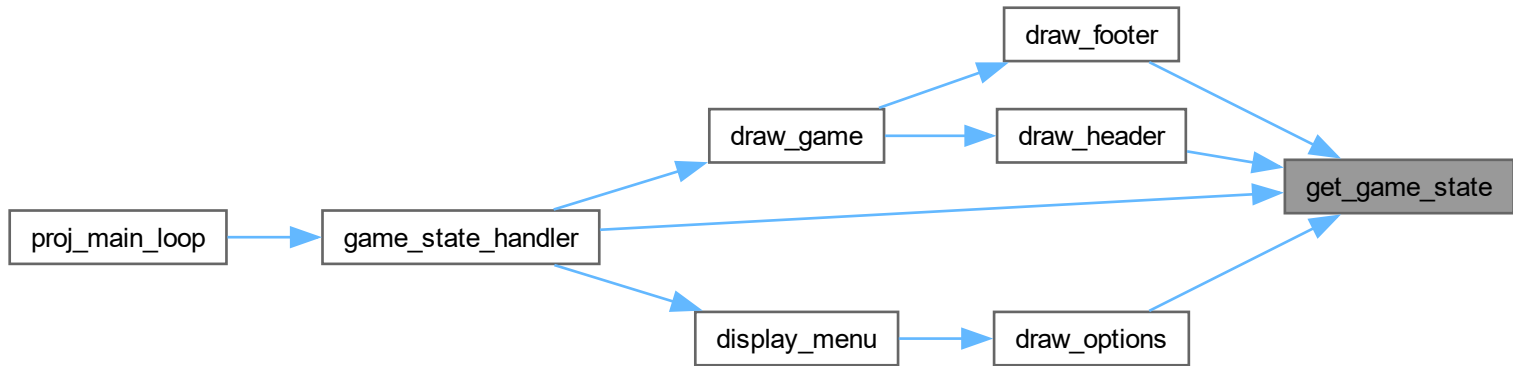 draw_footer
draw_game
draw_header
get_game_state
proj_main_loop
game_state_handler
display_menu
draw_options